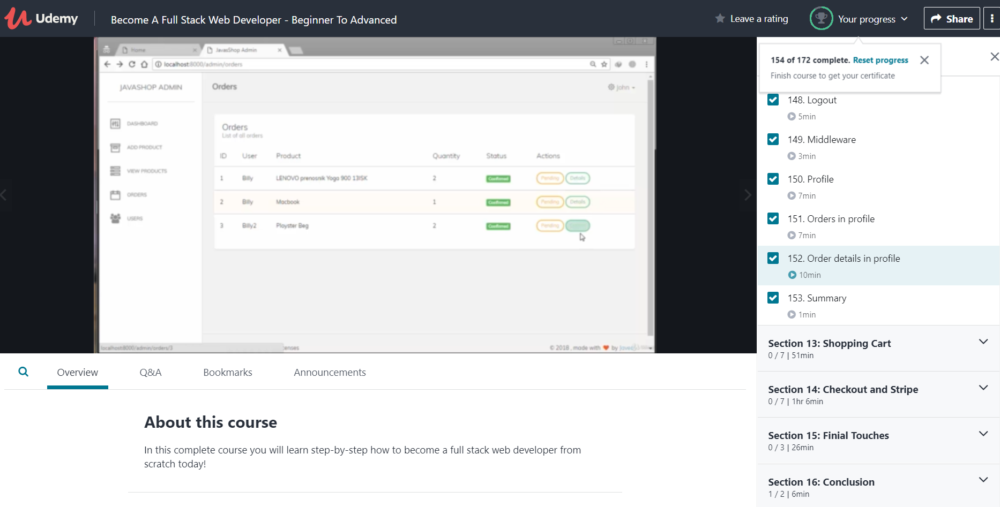 Udemy
Become A Full Stack Web Developer - Beginner To Advanced
Leave a rating
Your progress
Share
154 of 172 complete. Reset progress
Finish course to get your certificate
Home
JavasShop Admin
localhost:8000/admin/orders
JAVASHOP ADMIN
Orders
John
DASHBOARD
ADD PRODUCT
VIEW PRODUCTS
ORDERS
USERS
Orders
List of all orders
ID User Product Quantity Status Actions
1 Billy LENOVO prenosnik Yoga 900 13ISK 2 Confirmed Pending Details
2 Billy Macbook 1 Confirmed Pending Details
3 Billy2 Ployster Beg 2 Confirmed Pending
localhost:8000/admin/orders/3
© 2018 , made with by
148. Logout
5min
149. Middleware
3min
150. Profile
7min
151. Orders in profile
7min
152. Order details in profile
10min
153. Summary
1min
Section 13: Shopping Cart
0 / 7 | 51min
Section 14: Checkout and Stripe
0 / 7 | 1hr 6min
Section 15: Finial Touches
0 / 3 | 26min
Section 16: Conclusion
1 / 2 | 6min
Overview
Q&A
Bookmarks
Announcements
About this course
In this complete course you will learn step-by-step how to become a full stack web developer from
scratch today!